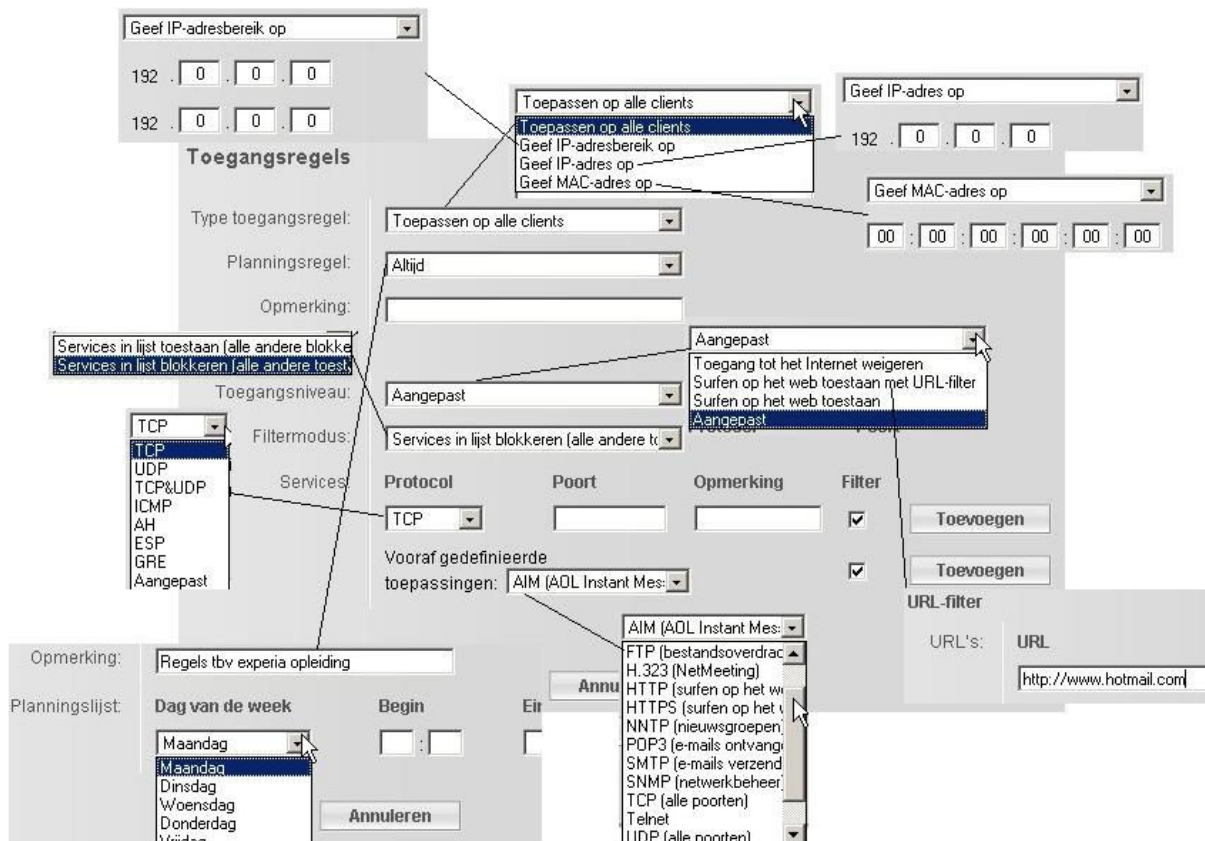 Geef IP-adresbereik op
192 . 0 . 0 . 0
192 . 0 . 0 . 0
Toepassen op alle clients
Toepassen op alle clients
Geef IP-adresbereik op
Geef IP-adres op
Geef MAC-adres op
Geef IP-adres op
192 . 0 . 0 . 0
Geef MAC-adres op
00 : 00 : 00 : 00 : 00 : 00
Toegangsregels
Type toegangsregel: Toepassen op alle clients
Planningsregel: Altijd
Opmerking:
Services in lijst toestaan (alle andere blokke
Services in lijst blokkeren (alle andere toest
Aangepast
Toegang tot het Internet weigeren
Surfen op het web toestaan met URL-filter
Surfen op het web toestaan
Aangepast
Toegangsniveau: Aangepast
Filtermodus: Services in lijst blokkeren (alle andere to
TCP
TCP
UDP
TCP&UDP
ICMP
AH
ESP
GRE
Aangepast
Services: Protocol Poort Opmerking Filter
TCP Toevoegen
Vooraf gedefinieerde
toepassingen: AIM (AOL Instant Mes: Toevoegen
URL-filter
URL's: URL
http://www.hotmail.com
Opmerking: Regels tbv experia opleiding
Planningslijst: Dag van de week Begin Ei
Maandag :
Maandag
Dinsdag
Woensdag
Donderdag
Vrijdag
Annuleren
Annu
AIM (AOL Instant Mes:
FTP (bestandsoverdrac
H.323 (NetMeeting)
HTTP (surfen op het we
HTTPS (surfen op het
NNTP (nieuwsgroepen)
POP3 (e-mails ontvang
SMTP (e-mails verzend
SNMP (netwerkbeheer)
TCP (alle poorten)
Telnet
UDP (alle poorten)